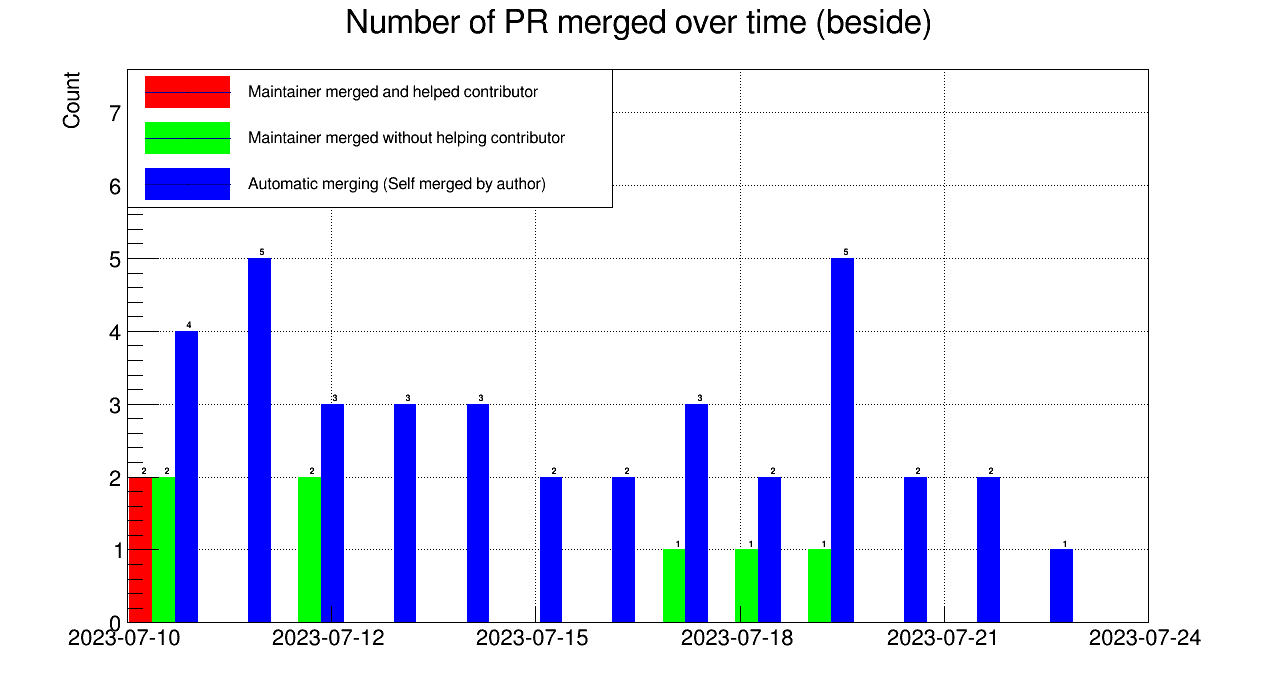 Number of PR merged over time (beside)
Count
Maintainer merged and helped contributor
Maintainer merged without helping contributor
Automatic merging (Self merged by author)
7
6
5
4
3
2
1
0
2 2 4 5 2 3 3 3 2 2 1 3 1 2 1 5 2 2 1
2023-07-10 2023-07-12 2023-07-15 2023-07-18 2023-07-21 2023-07-24